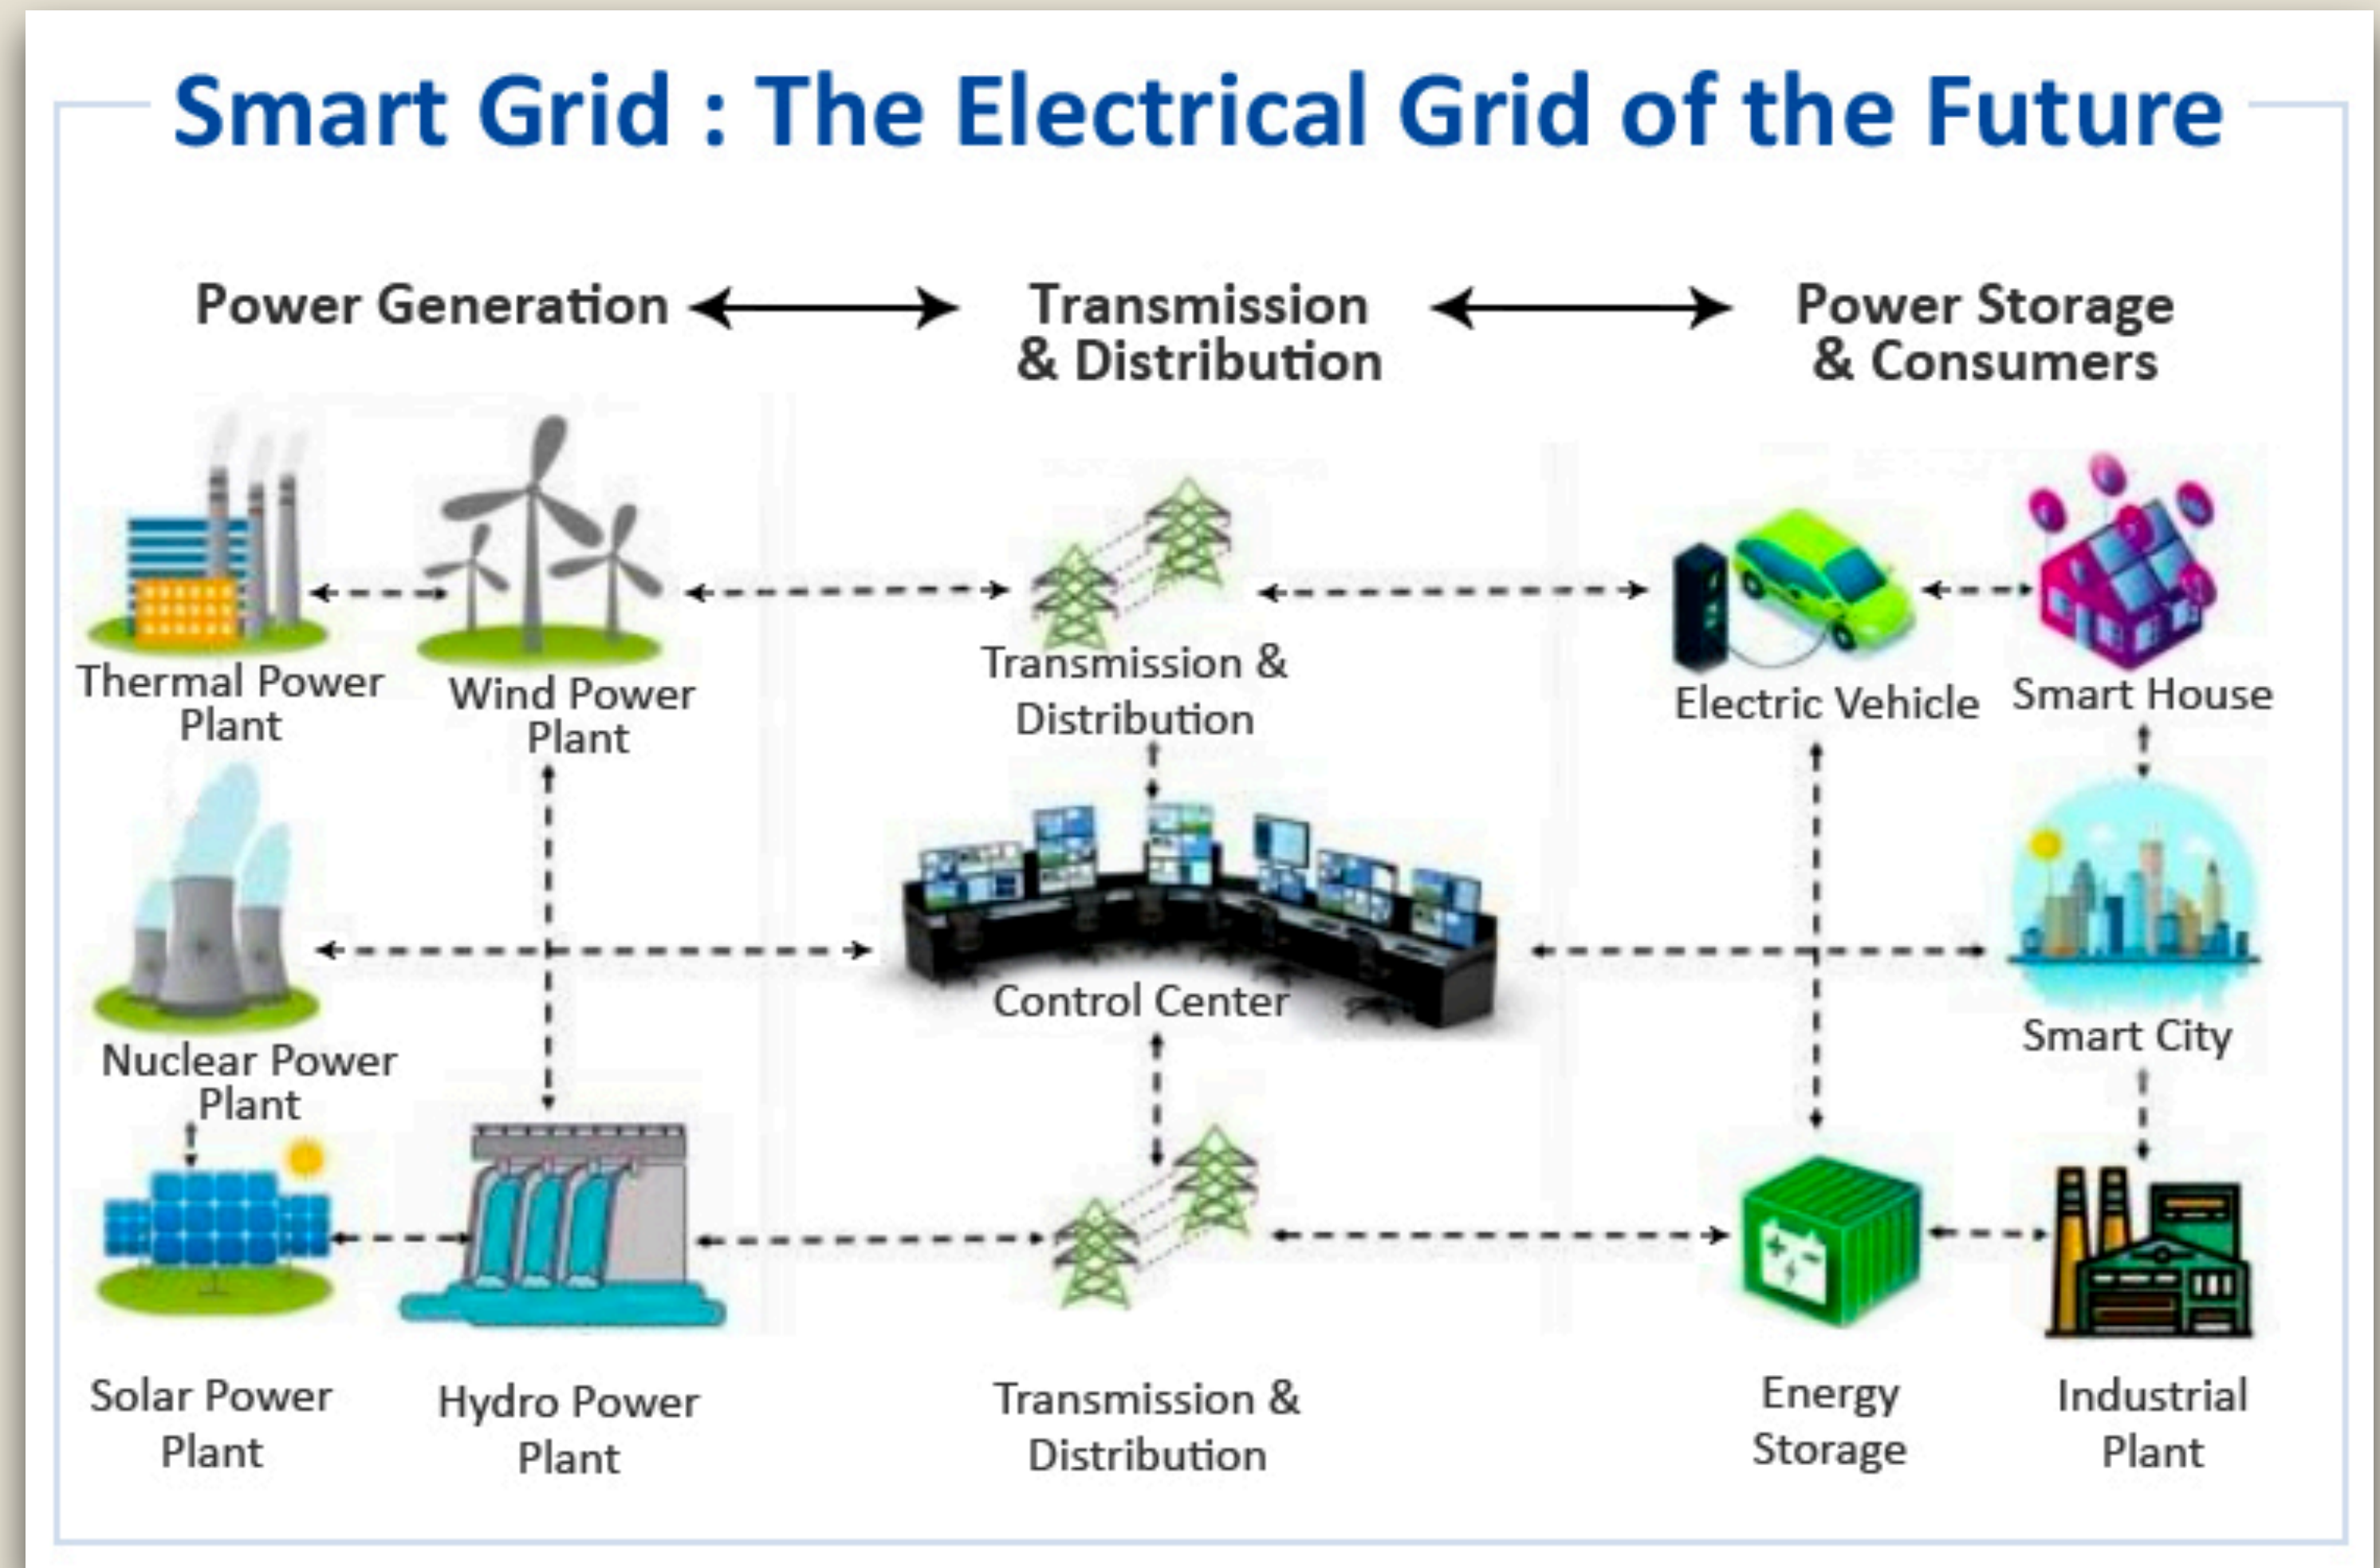 Smart Grid : The Electrical Grid of the Future
Power Generation
Transmission
& Distribution
Power Storage
& Consumers
Thermal Power
Plant
Wind Power
Plant
Transmission &
Distribution
Electric Vehicle
Smart House
Nuclear Power
Plant
Control Center
Smart City
Solar Power
Plant
Hydro Power
Plant
Transmission &
Distribution
Energy
Storage
Industrial
Plant